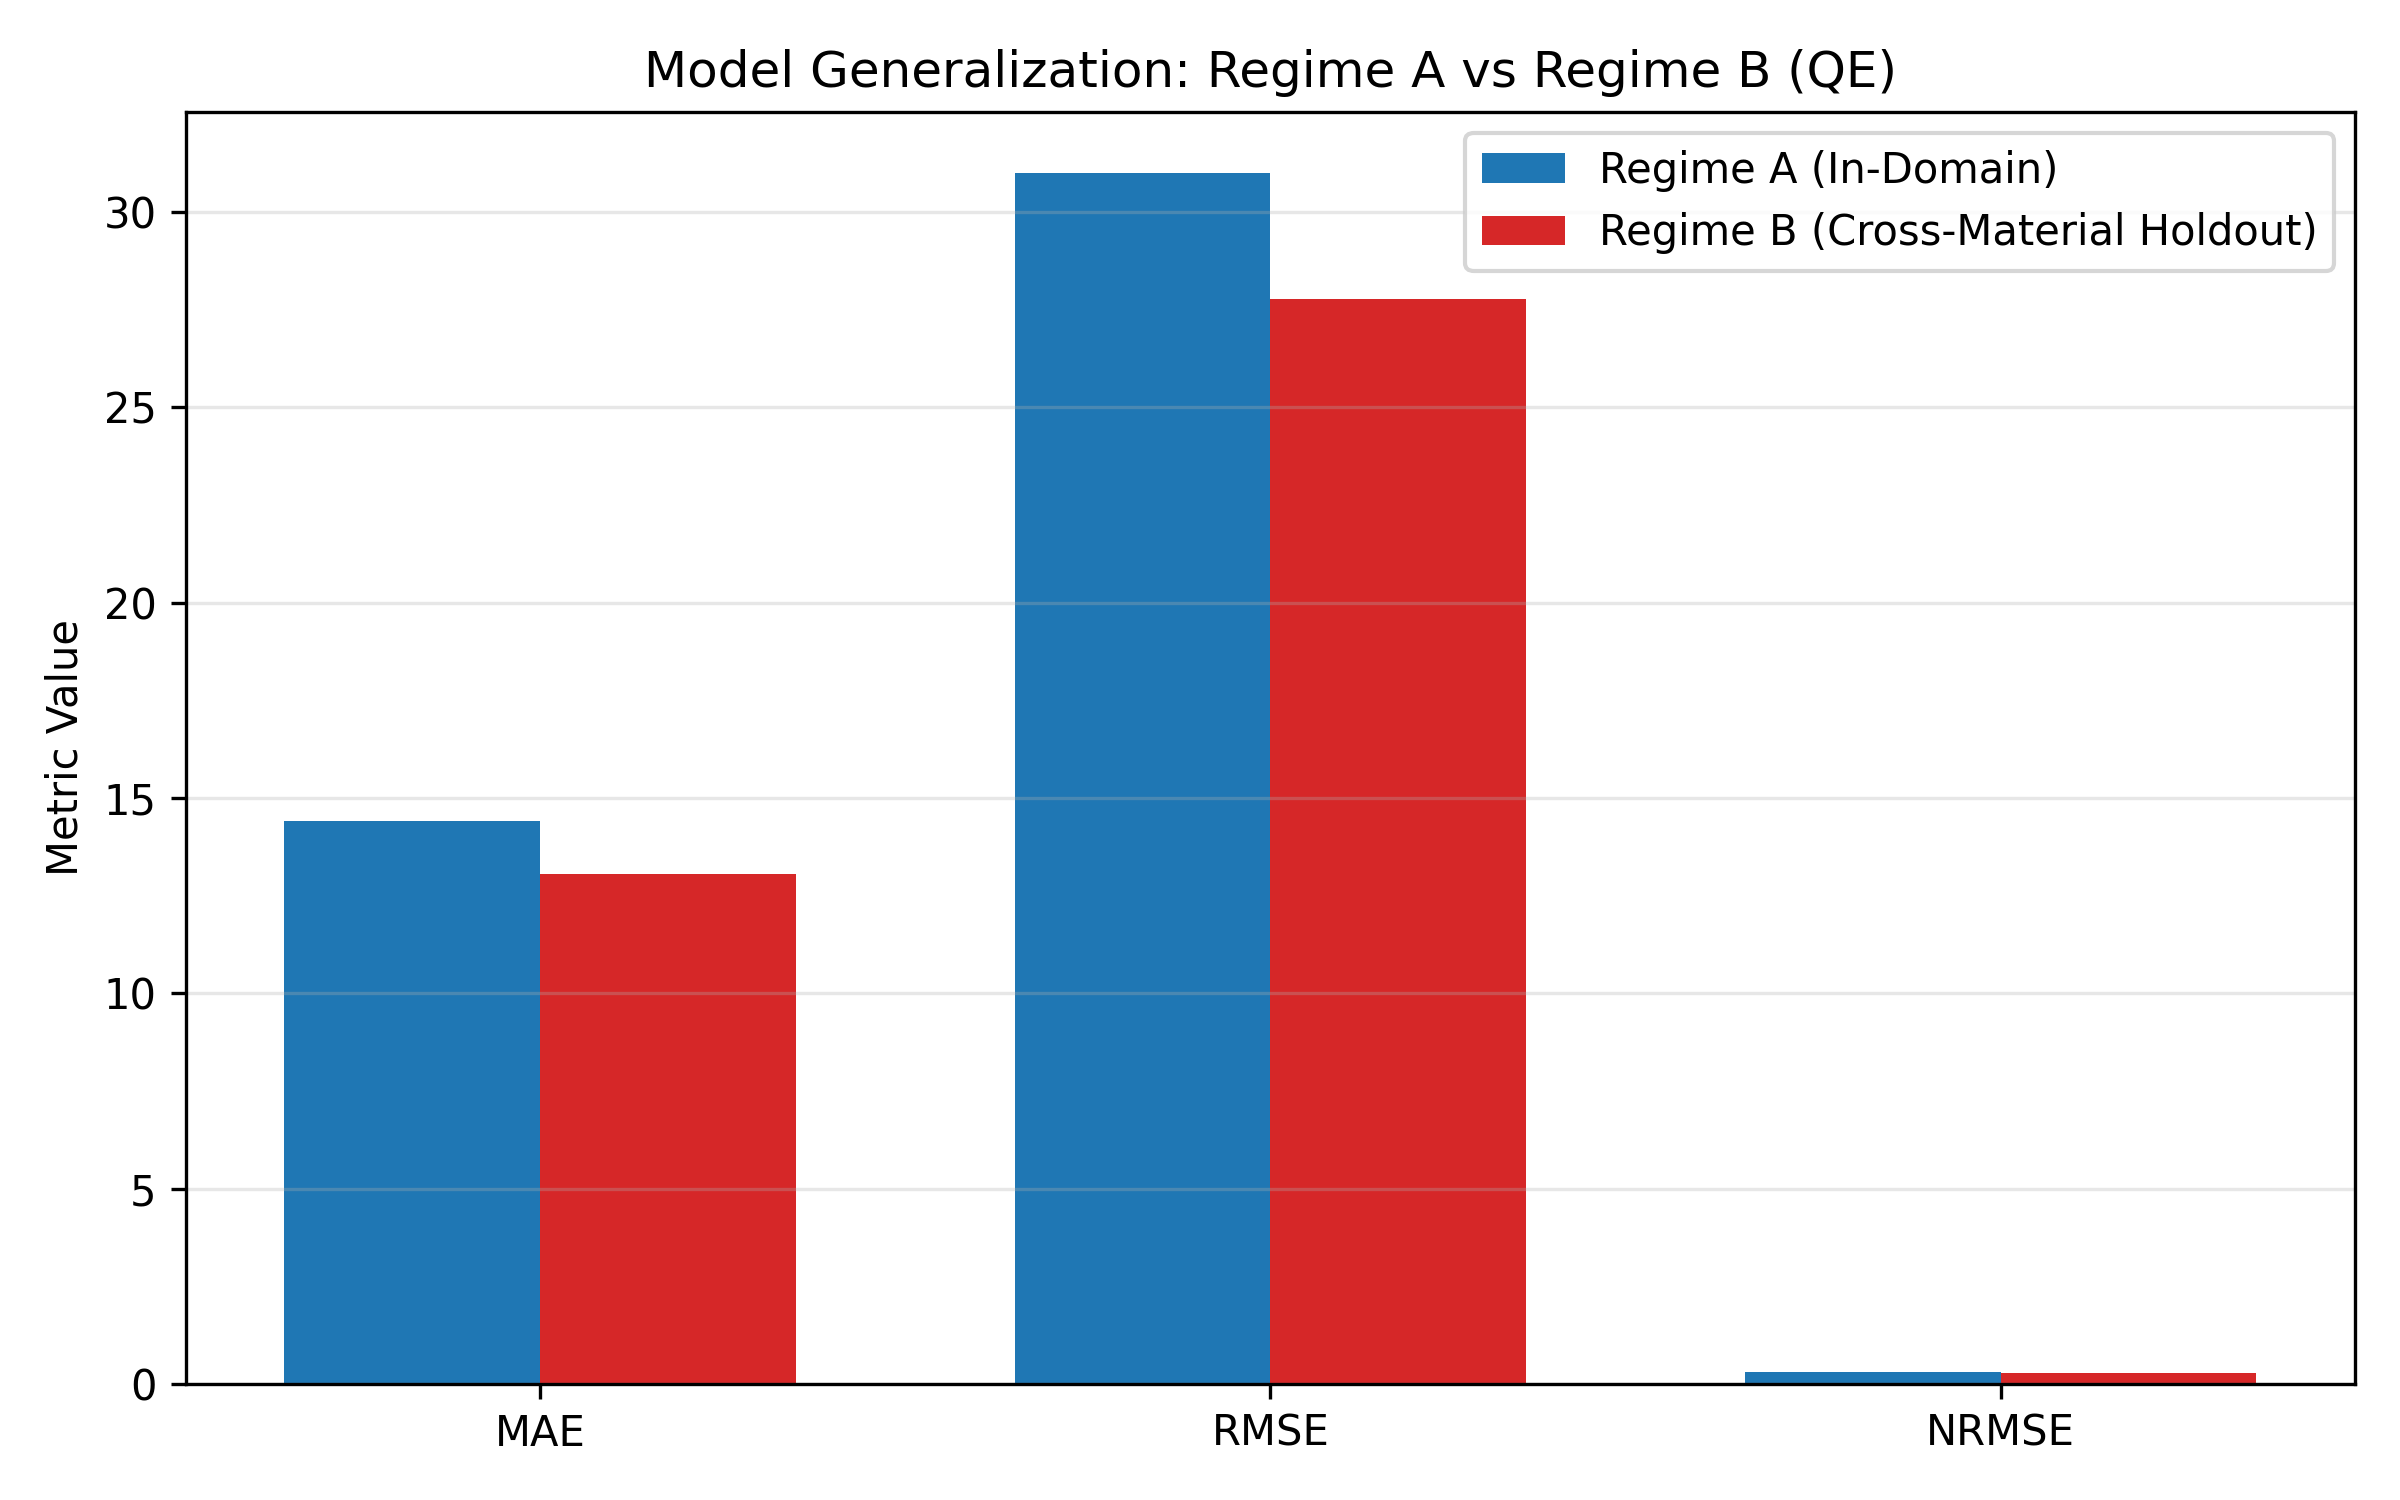 Model Generalization: Regime A vs Regime B (QE)
Regime A (In-Domain)
Regime B (Cross-Material Holdout)
Metric Value
30
25
20
15
10
5
0
MAE
RMSE
NRMSE